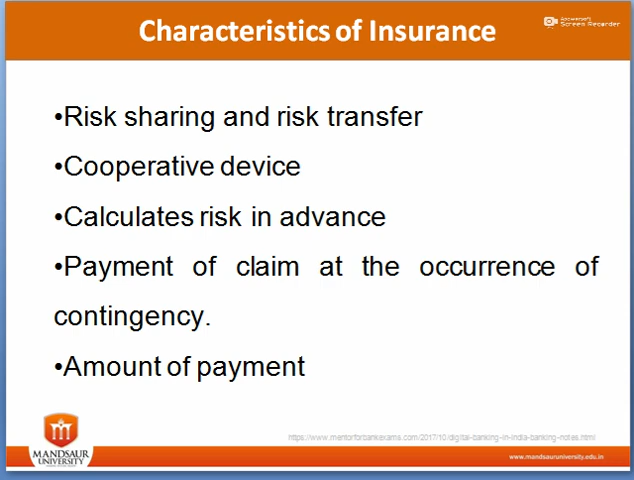 Characteristics of Insurance
Apowersoft
Screen Recorder
•Risk sharing and risk transfer
•Cooperative device
•Calculates risk in advance
•Payment of claim at the occurrence of
contingency.
•Amount of payment
https://www.mentorforbankexams.com/2017/10/digital-banking-in-india-banking-notes.html
MANDSAUR
UNIVERSITY
www.mandsauruniversity.edu.in